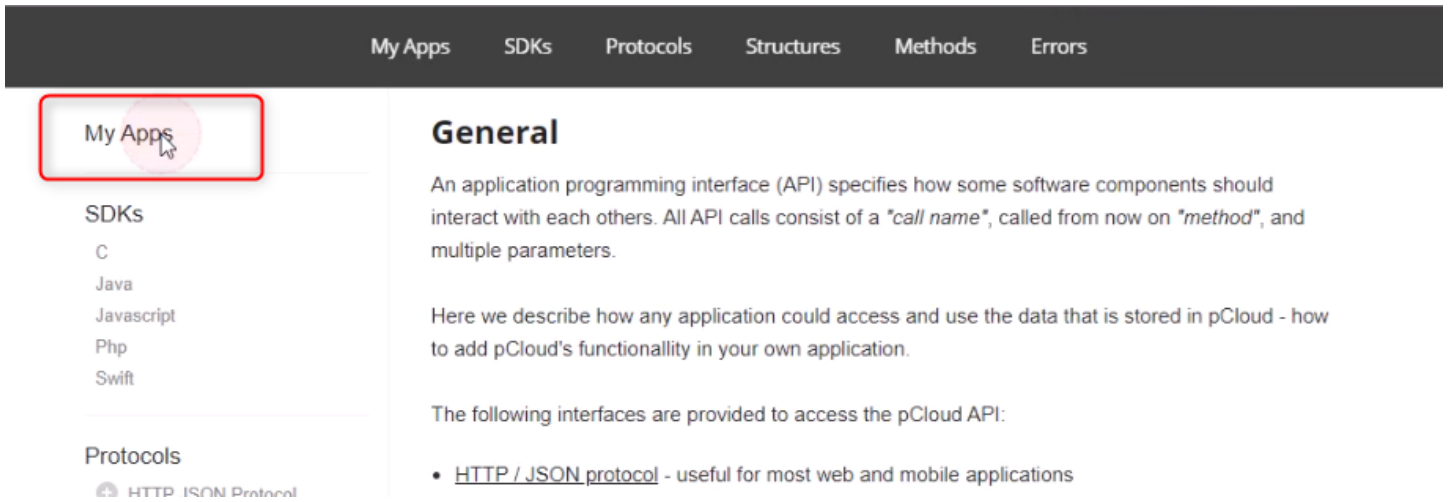 My Apps SDKs Protocols Structures Methods Errors
My Apps
SDKs
C
Java
Javascript
Php
Swift
Protocols
HTTP JSON Protocol
General
An application programming interface (API) specifies how some software components should
interact with each others. All API calls consist of a "call name", called from now on "method", and
multiple parameters.
Here we describe how any application could access and use the data that is stored in pCloud - how
to add pCloud's functionallity in your own application.
The following interfaces are provided to access the pCloud API:
• HTTP / JSON protocol - useful for most web and mobile applications